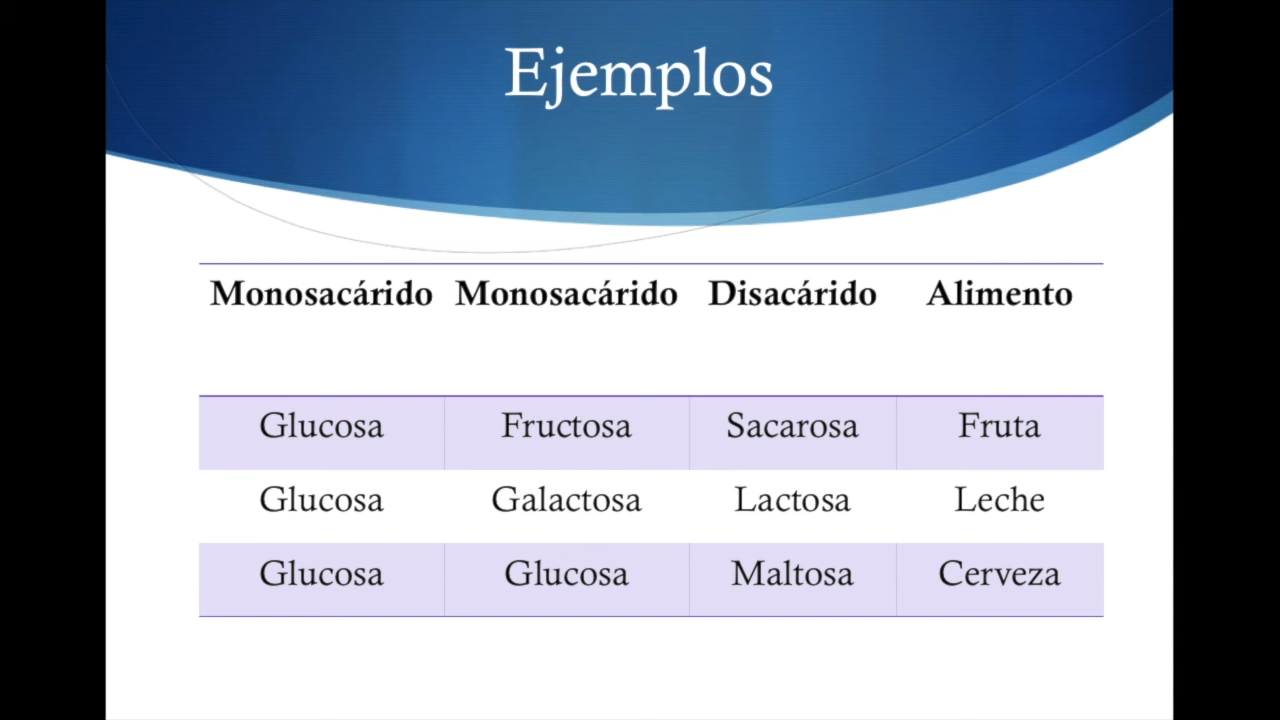 Ejemplos
Monosacárido Monosacárido Disacárido Alimento
Glucosa Fructosa Sacarosa Fruta
Glucosa Galactosa Lactosa Leche
Glucosa Glucosa Maltosa Cerveza